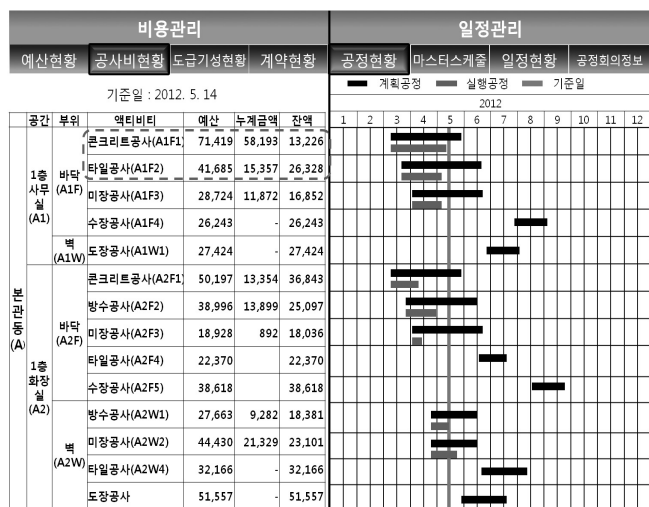 비용관리 일정관리
예산현황 공사비현황 도급기성현황 계약현황 공정현황 마스터스케줄 일정현황 공정회의정보
계획공정 실행공정 기준일
기준일 : 2012. 5. 14
2012
공간 부위 액티비티 예산 누계금액 잔액 1 2 3 4 5 6 7 8 9 10 11 12
본관동(A)
1층 사무실 (A1)
바닥 (A1F)
콘크리트공사(A1F1) 71,419 58,193 13,226
타일공사(A1F2) 41,685 15,357 26,328
미장공사(A1F3) 28,724 11,872 16,852
수장공사(A1F4) 26,243 - 26,243
벽 (A1W)
도장공사(A1W1) 27,424 - 27,424
1층 화장실 (A2)
바닥 (A2F)
콘크리트공사(A2F1) 50,197 13,354 36,843
방수공사(A2F2) 38,996 13,899 25,097
미장공사(A2F3) 18,928 892 18,036
타일공사(A2F4) 22,370 22,370
수장공사(A2F5) 38,618 38,618
벽 (A2W)
방수공사(A2W1) 27,663 9,282 18,381
미장공사(A2W2) 44,430 21,329 23,101
타일공사(A2W4) 32,166 - 32,166
도장공사 51,557 - 51,557